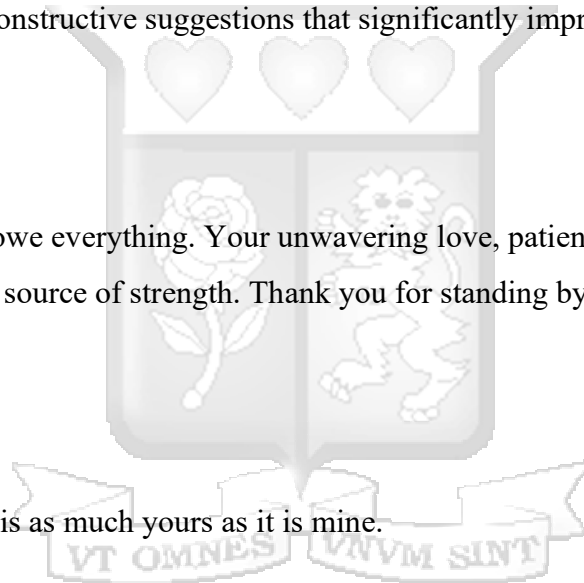 onstructive suggestions that significantly impr
owe everything. Your unwavering love, patien
source of strength. Thank you for standing by
is as much yours as it is mine.
VT OMNES VNVM SINT